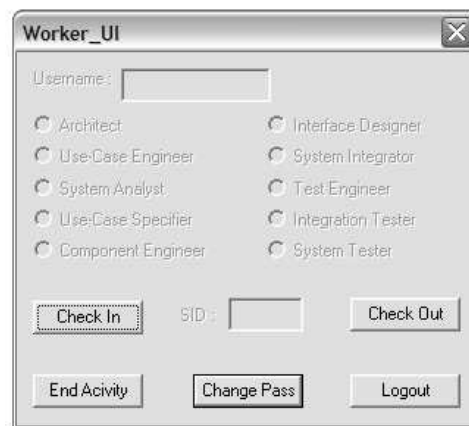 Worker_UI
Username :
Architect
Interface Designer
Use-Case Engineer
System Integrator
System Analyst
Test Engineer
Use-Case Specifier
Integration Tester
Component Engineer
System Tester
Check In
SID :
Check Out
End Acivity
Change Pass
Logout